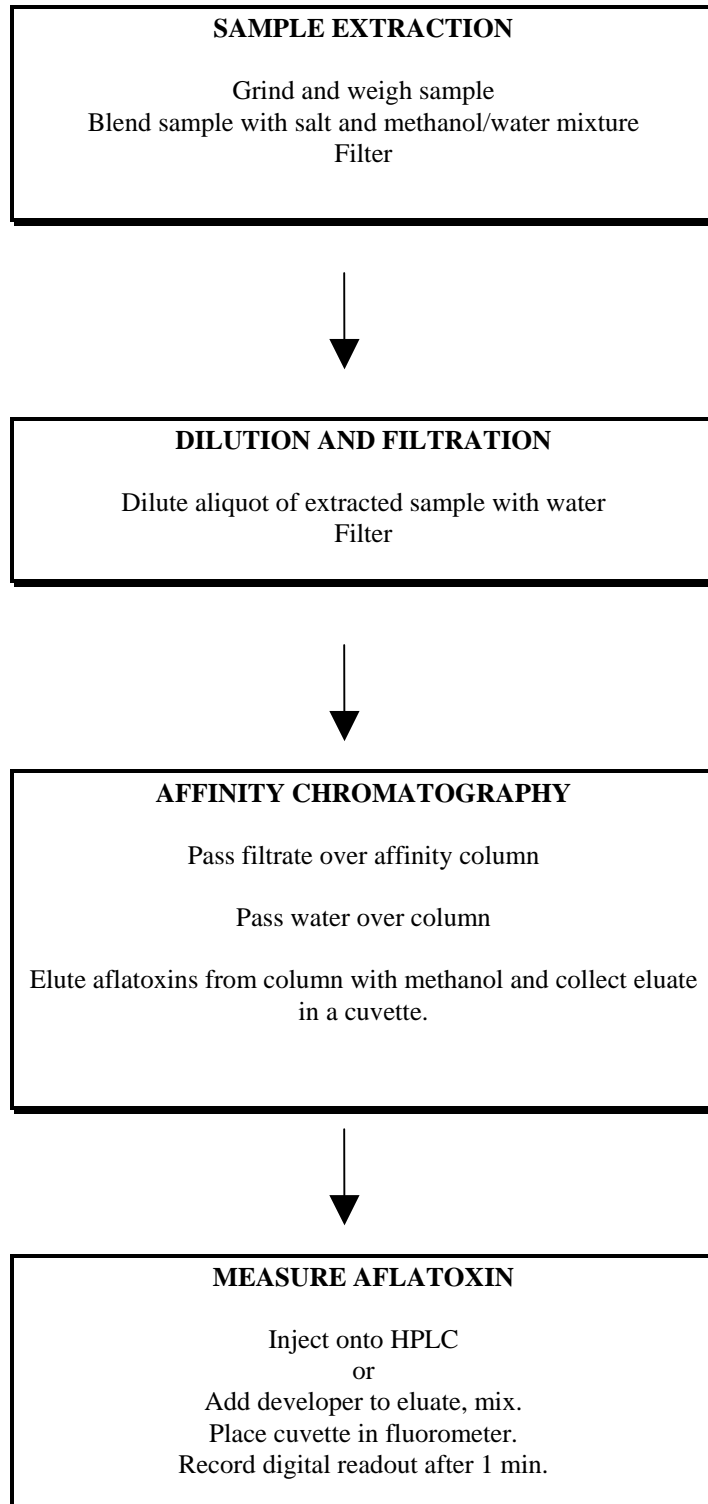 SAMPLE EXTRACTION
Grind and weigh sample
Blend sample with salt and methanol/water mixture
Filter
DILUTION AND FILTRATION
Dilute aliquot of extracted sample with water
Filter
AFFINITY CHROMATOGRAPHY
Pass filtrate over affinity column
Pass water over column
Elute aflatoxins from column with methanol and collect eluate
in a cuvette.
MEASURE AFLATOXIN
Inject onto HPLC
or
Add developer to eluate, mix.
Place cuvette in fluorometer.
Record digital readout after 1 min.